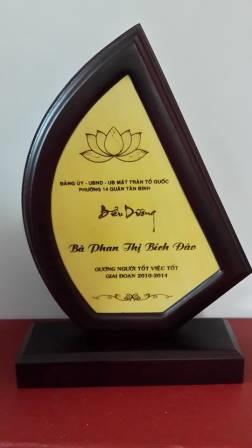 ĐẢNG ỦY - UBND - UB MẶT TRẬN TỔ QUỐC
PHƯỜNG 14 QUẬN TÂN BÌNH
Biểu Dương
Bà Phan Thị Bích Đào
GƯƠNG NGƯỜI TỐT VIỆC TỐT
GIAI ĐOẠN 2010-2014